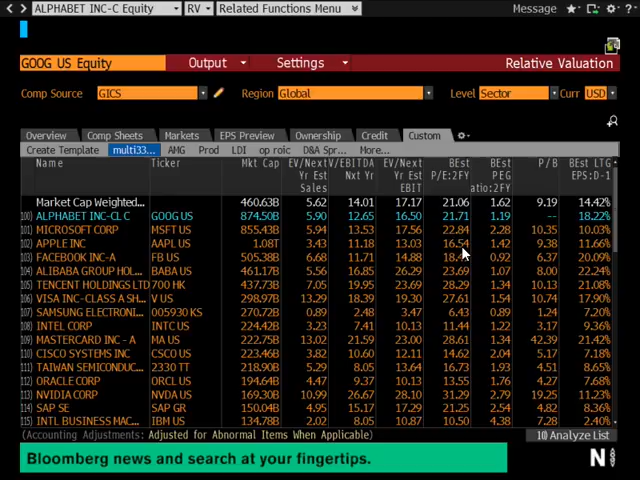 ALPHABET INC-C Equity RV Related Functions Menu Message
GOOG US Equity Output Settings Relative Valuation
Comp Source GICS Region Global Level Sector Curr USD
Overview Comp Sheets Markets EPS Preview Ownership Credit Custom
Create Template multi33... AMG Prod LDI op roic D&A Spr... More...
Name Ticker Mkt Cap EV/Next Yr Est Sales V/EBITDA Nxt Yr EV/Next Yr Est EBIT BEst P/E:2FY BEst PEG atio:2FY P/B BEst LTG EPS:D-1
Market Cap Weighted... 460.63B 5.62 14.01 17.17 21.06 1.62 9.19 14.42%
100) ALPHABET INC-CL C GOOG US 874.50B 5.90 12.65 16.50 21.71 1.19 -- 18.22%
101) MICROSOFT CORP MSFT US 855.43B 5.94 13.53 17.56 22.84 2.28 10.35 10.03%
102) APPLE INC AAPL US 1.08T 3.43 11.18 13.03 16.54 1.42 9.38 11.66%
103) FACEBOOK INC-A FB US 505.38B 6.68 11.71 14.88 0.92 6.37 20.09%
104) ALIBABA GROUP HOL... BABA US 461.17B 5.56 16.85 26.29 23.69 1.07 8.00 22.24%
105) TENCENT HOLDINGS LTD 700 HK 437.73B 7.05 19.95 23.69 28.29 1.34 10.13 21.08%
106) VISA INC-CLASS A SH... V US 298.97B 13.29 18.39 19.30 27.61 1.54 10.74 17.90%
107) SAMSUNG ELECTRONI... 005930 KS 270.72B 0.89 2.48 3.47 6.43 0.89 1.24 7.20%
108) INTEL CORP INTC US 224.42B 3.23 7.41 10.13 11.44 1.22 3.17 9.36%
109) MASTERCARD INC - A MA US 222.75B 13.02 21.59 23.00 28.61 1.34 42.39 21.42%
110) CISCO SYSTEMS INC CSCO US 223.46B 3.82 10.60 12.11 14.62 2.04 5.17 7.18%
111) TAIWAN SEMICONDUC... 2330 TT 218.90B 5.29 8.05 13.64 16.73 1.93 4.51 8.65%
112) ORACLE CORP ORCL US 194.64B 4.47 9.37 10.13 13.55 1.76 4.27 7.68%
113) NVIDIA CORP NVDA US 169.30B 10.99 26.67 28.10 31.29 2.79 19.25 11.23%
114) SAP SE SAP GR 150.04B 4.95 15.17 17.29 21.25 2.54 4.82 8.36%
115) INTL BUSINESS MAC... IBM US 134.78B 2.02 8.05 10.87 10.50 4.38 7.28 2.40%
(Accounting Adjustments: Adjusted for Abnormal Items When Applicable) 10) Analyze List
Bloomberg news and search at your fingertips.
N